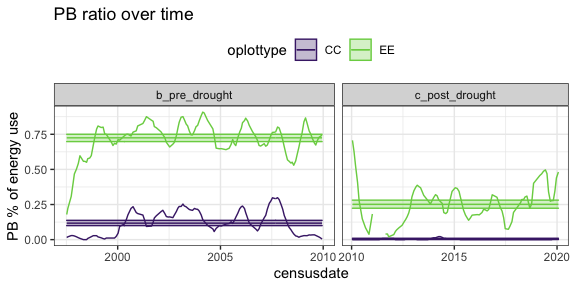 PB ratio over time
oplottype CC EE
b_pre_drought c_post_drought
PB % of energy use
0.75
0.50
0.25
0.00
2000 2005 2010 2010 2015 2020
censusdate